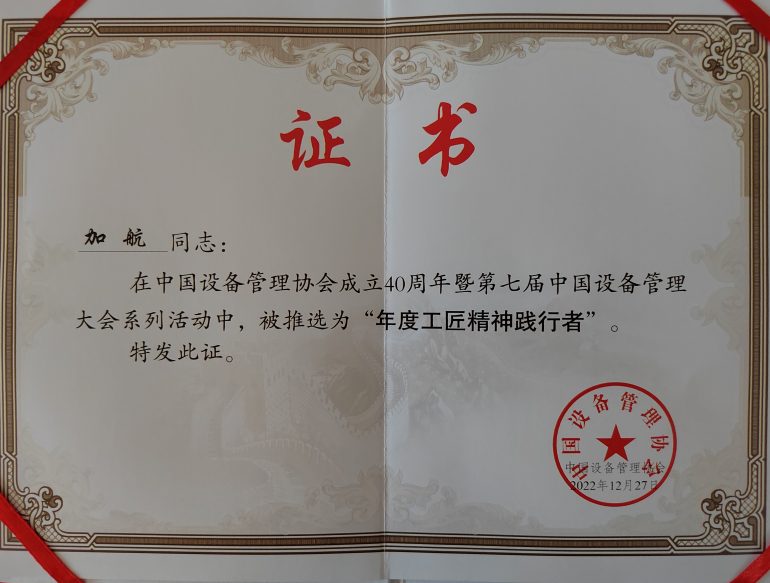 证书
加航同志：
在中国设备管理协会成立40周年暨第七届中国设备管理
大会系列活动中，被推选为“年度工匠精神践行者”。
特发此证。
中国设备管理协会
中国设备管理协会
2022年12月27日